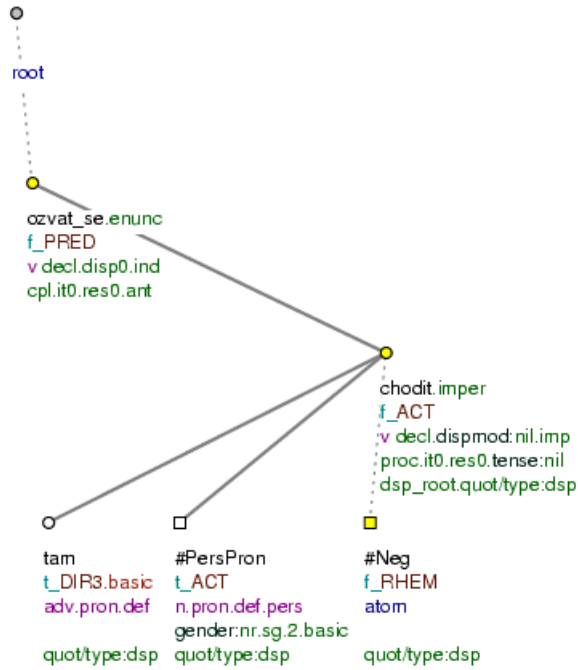 root
ozvat_se.enunc
f_PRED
v decl.disp0.ind
cpl.it0.res0.ant
chodit.imper
f_ACT
v decl.dispmod:nil.imp
proc.it0.res0.tense:nil
dsp_root.quot/type:dsp
tam #PersPron #Neg
t_DIR3.basic t_ACT f_RHEM
adv.pron.def n.pron.def.pers atom
gender:nr.sg.2.basic
quot/type:dsp quot/type:dsp quot/type:dsp